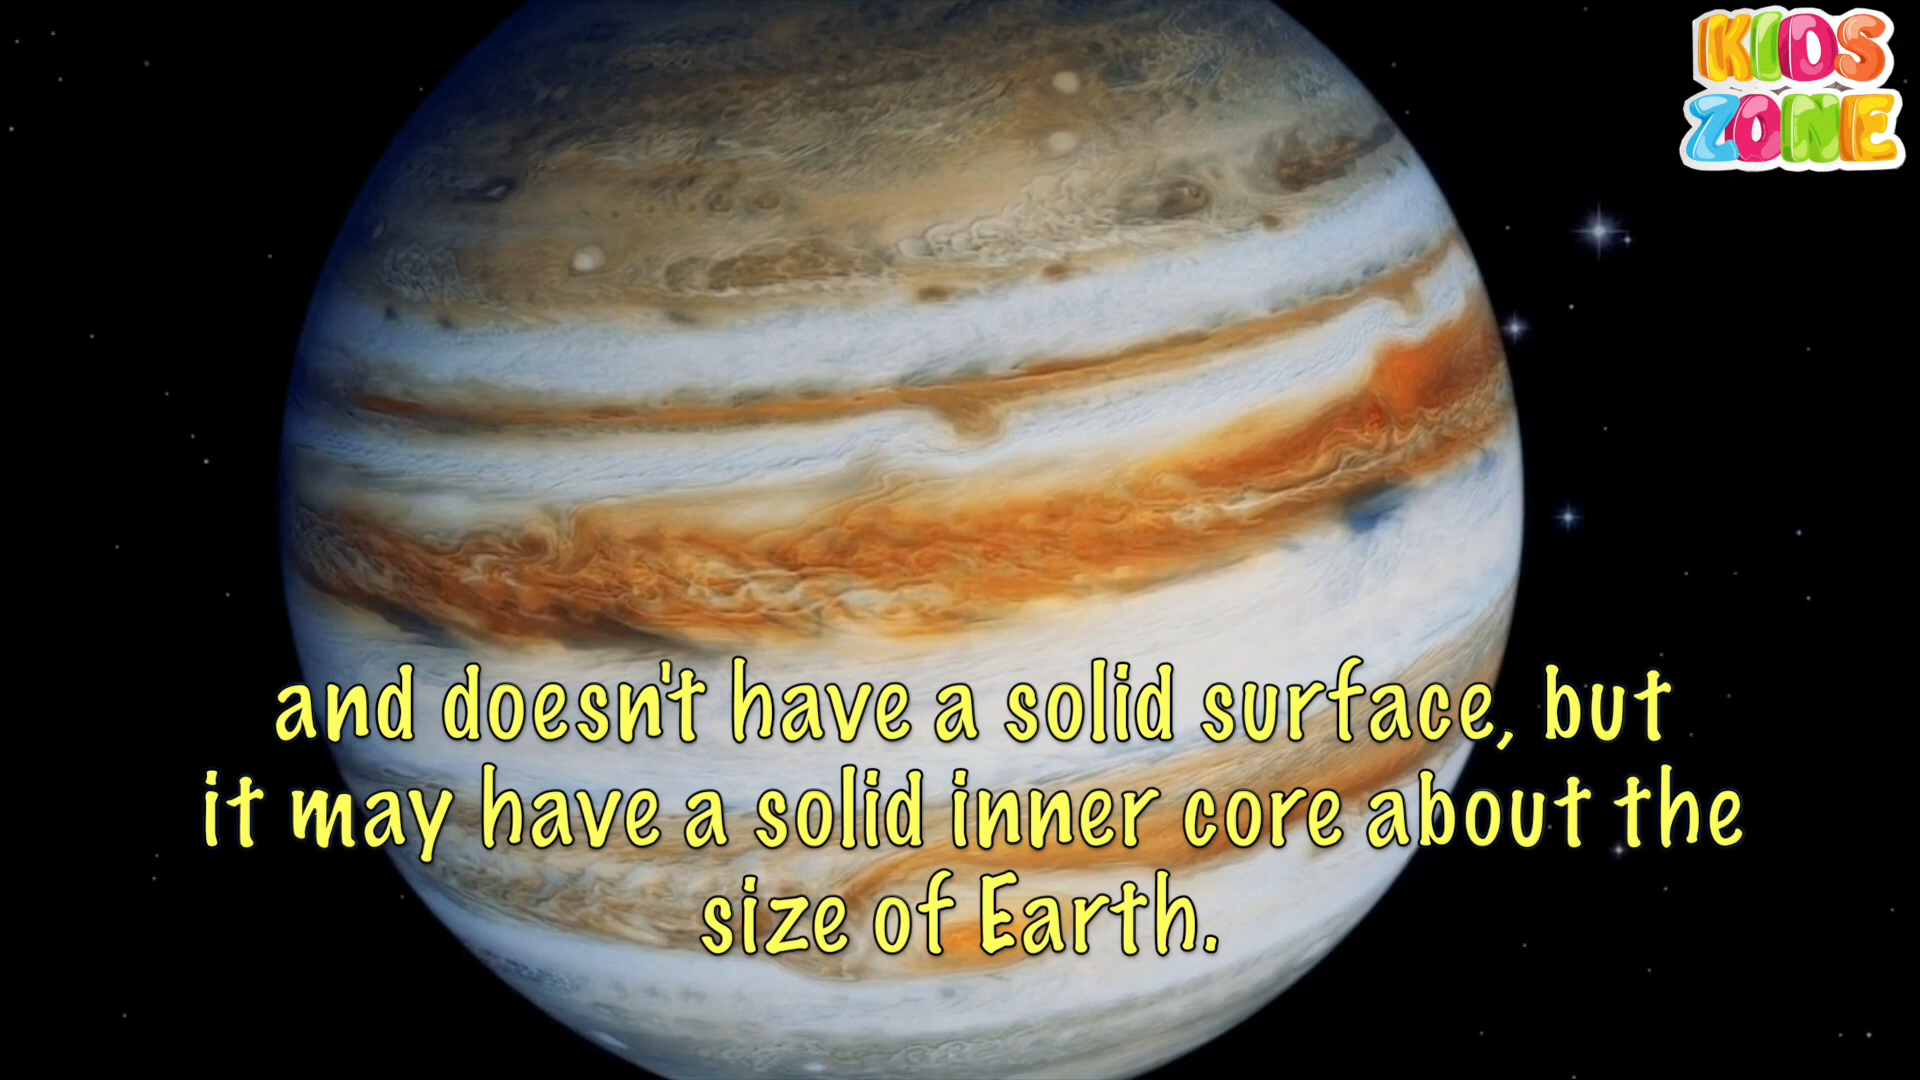 KIDS
ZONE
and doesn't have a solid surface, but
it may have a solid inner core about the
size of Earth.